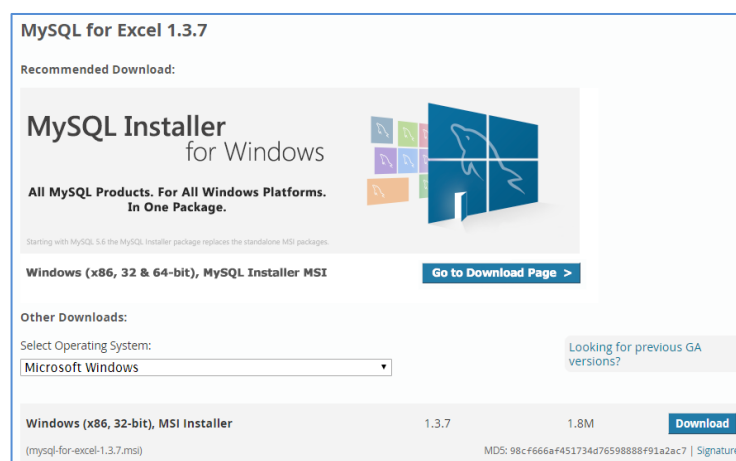 MySQL for Excel 1.3.7
Recommended Download:
MySQL Installer
for Windows
All MySQL Products. For All Windows Platforms.
In One Package.
Starting with MySQL 5.6 the MySQL Installer package replaces the standalone MSI packages.
Windows (x86, 32 & 64-bit), MySQL Installer MSI
Go to Download Page >
Other Downloads:
Select Operating System:
Microsoft Windows
Looking for previous GA
versions?
Windows (x86, 32-bit), MSI Installer 1.3.7 1.8M Download
(mysql-for-excel-1.3.7.msi) MD5: 98cf666af451734d76598888f91a2ac7 | Signature